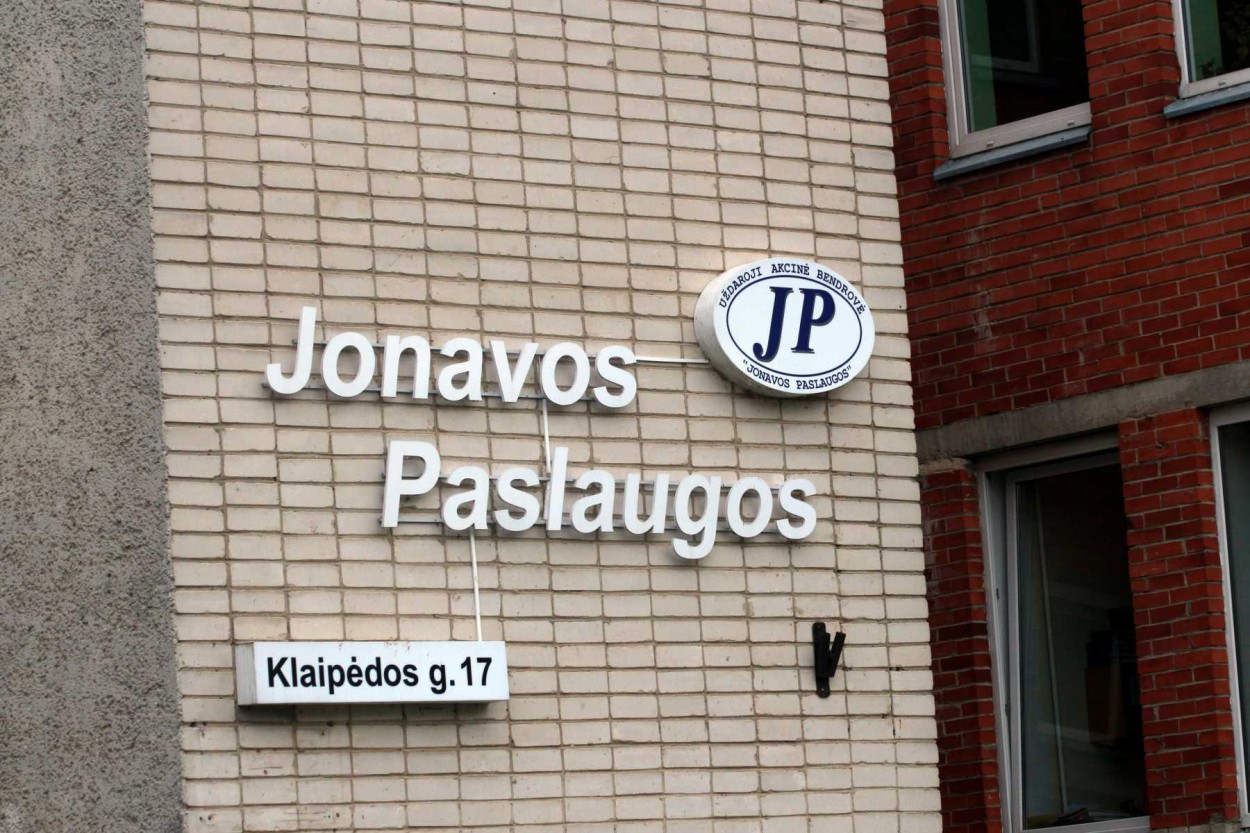 UŽDAROJI AKCINĖ BENDROVĖ
JP
"JONAVOS PASLAUGOS"
Jonavos
Paslaugos
Klaipėdos g.17